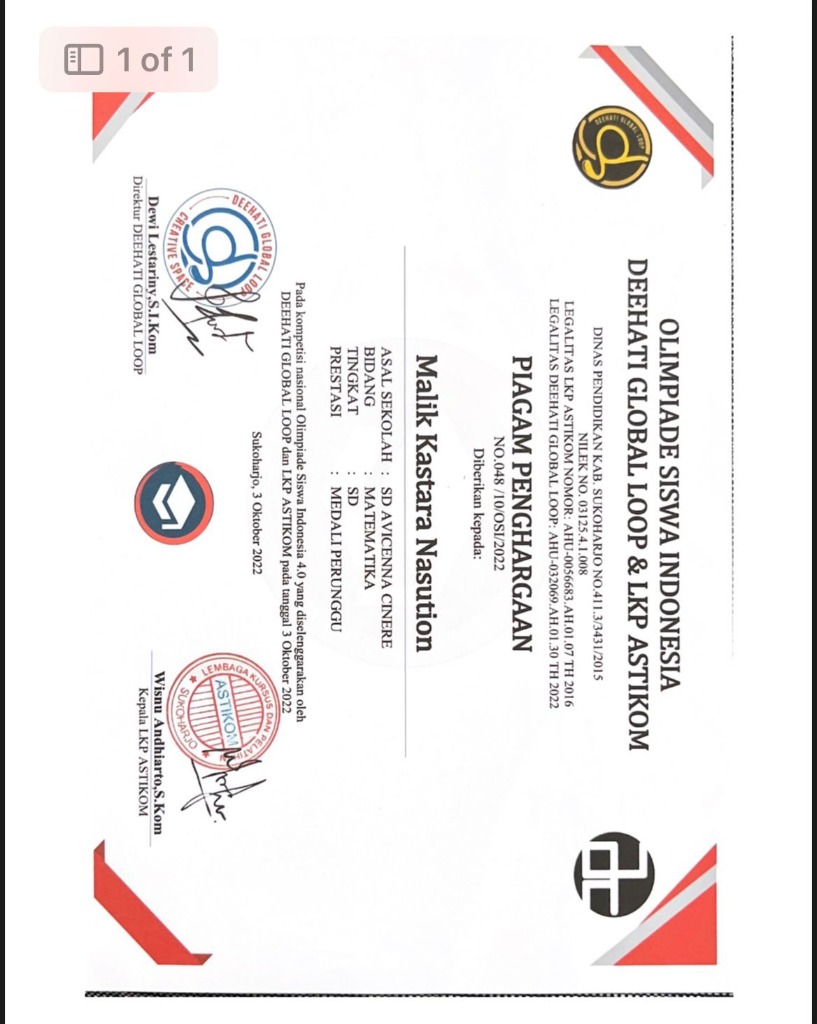 1 of 1
OLIMPIADE SISWA INDONESIA
DEEHATI GLOBAL LOOP & LKP ASTIKOM
DINAS PENDIDIKAN KAB. SUKOHARJO NO.411.3/3431/2015
NILEK NO. 03125.4.1.008
LEGALITAS LKP ASTIKOM NOMOR: AHU-0056683.AH.01.07 TH 2016
LEGALITAS DEEHATI GLOBAL LOOP: AHU-032069.AH.01.30 TH 2022
PIAGAM PENGHARGAAN
NO.048 /10/OSI/2022
Diberikan kepada:
Malik Kastara Nasution
ASAL SEKOLAH : SD AVICENNA CINERE
BIDANG : MATEMATIKA
TINGKAT : SD
PRESTASI : MEDALI PERUNGGU
Pada kompetisi nasional Olimpiade Siswa Indonesia 4.0 yang diselenggarakan oleh
DEEHATI GLOBAL LOOP dan LKP ASTIKOM pada tanggal 3 Oktober 2022
Sukoharjo, 3 Oktober 2022
DEEHATI GLOBAL LOOP
DEEHATI GLOBAL LOOP
CREATIVE SPACE
Dewi Lestariny,S.I.Kom
Direktur DEEHATI GLOBAL LOOP
LEMBAGA KURSUS DAN
ASTIKOM
SUKOHARJO
Wisnu Andhiarto,S.Kom
Kepala LKP ASTIKOM